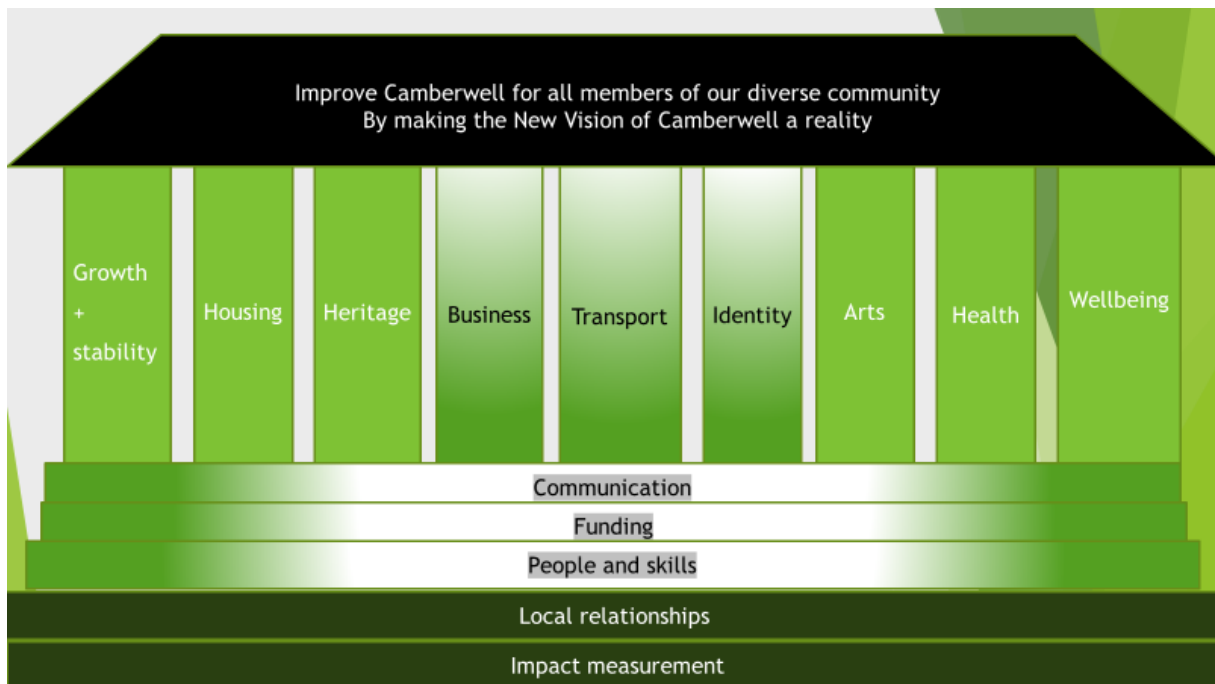 Improve Camberwell for all members of our diverse community
By making the New Vision of Camberwell a reality
Growth
+
stability
Housing
Heritage
Business
Transport
Identity
Arts
Health
Wellbeing
Communication
Funding
People and skills
Local relationships
Impact measurement